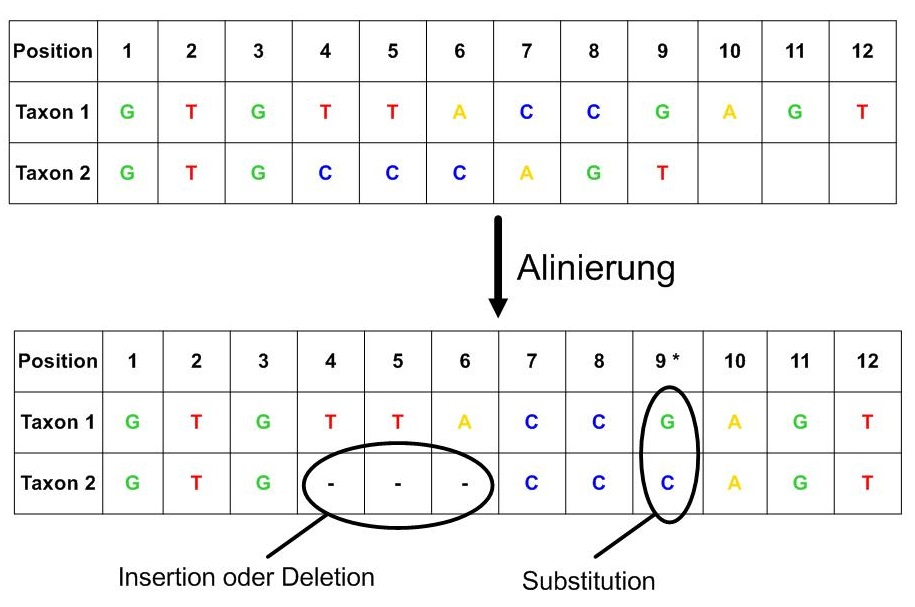 Position 1 2 3 4 5 6 7 8 9 10 11 12
Taxon 1 G T G T T A C C G A G T
Taxon 2 G T G C C C A G T
Alinierung
Position 1 2 3 4 5 6 7 8 9 * 10 11 12
Taxon 1 G T G T T A C C G A G T
Taxon 2 G T G - - - C C C A G T
Insertion oder Deletion
Substitution